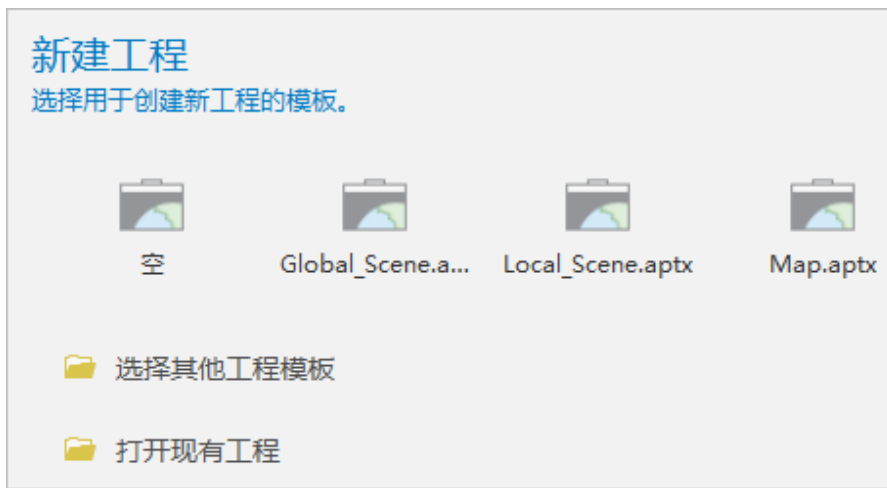 新建工程
选择用于创建新工程的模板。
空
Global_Scene.a...
Local_Scene.aptx
Map.aptx
选择其他工程模板
打开现有工程